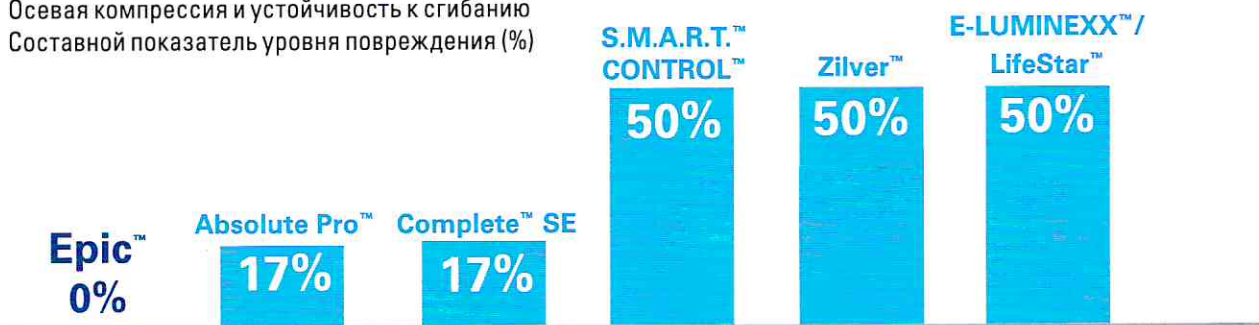 Осевая компрессия и устойчивость к сгибанию
Составной показатель уровня повреждения (%)
Epic™
0%
Absolute Pro™
17%
Complete™ SE
17%
S.M.A.R.T.™
CONTROL™
50%
Zilver™
50%
E-LUMINEXX™/
LifeStar™
50%